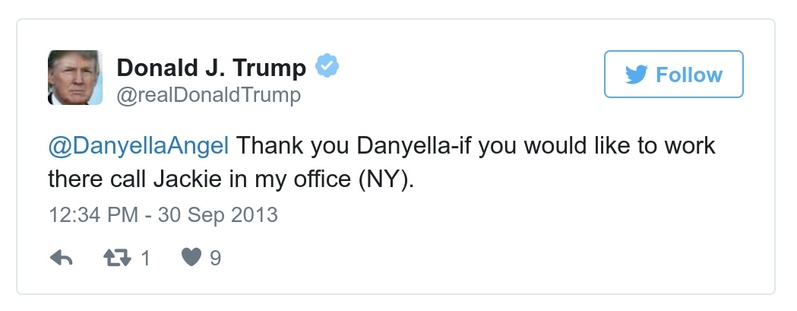 Donald J. Trump
@realDonaldTrump
Follow
@DanyellaAngel Thank you Danyella-if you would like to work
there call Jackie in my office (NY).
12:34 PM - 30 Sep 2013
1 9